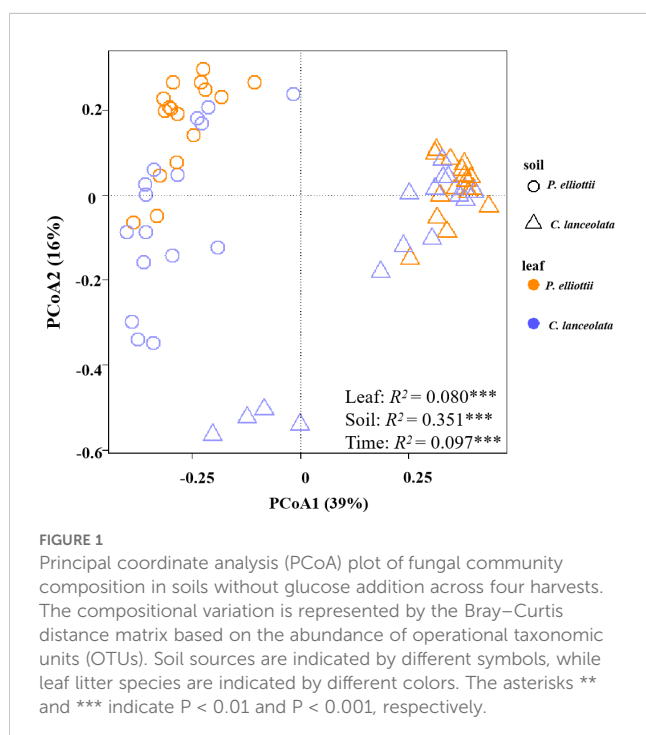 0.2
0
-0.2
-0.4
-0.6
PCoA2 (16%)
-0.25
0
0.25
PCoA1 (39%)
Leaf: R² = 0.080***
Soil: R² = 0.351***
Time: R² = 0.097***
soil
P. elliottii
C. lanceolata
leaf
P. elliottii
C. lanceolata
FIGURE 1
Principal coordinate analysis (PCoA) plot of fungal community
composition in soils without glucose addition across four harvests.
The compositional variation is represented by the Bray–Curtis
distance matrix based on the abundance of operational taxonomic
units (OTUs). Soil sources are indicated by different symbols, while
leaf litter species are indicated by different colors. The asterisks **
and *** indicate P < 0.01 and P < 0.001, respectively.